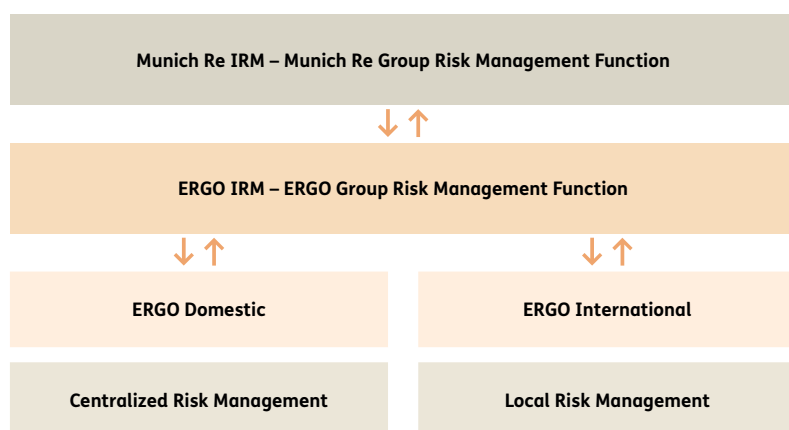 Munich Re IRM – Munich Re Group Risk Management Function
ERGO IRM – ERGO Group Risk Management Function
ERGO Domestic
ERGO International
Centralized Risk Management
Local Risk Management